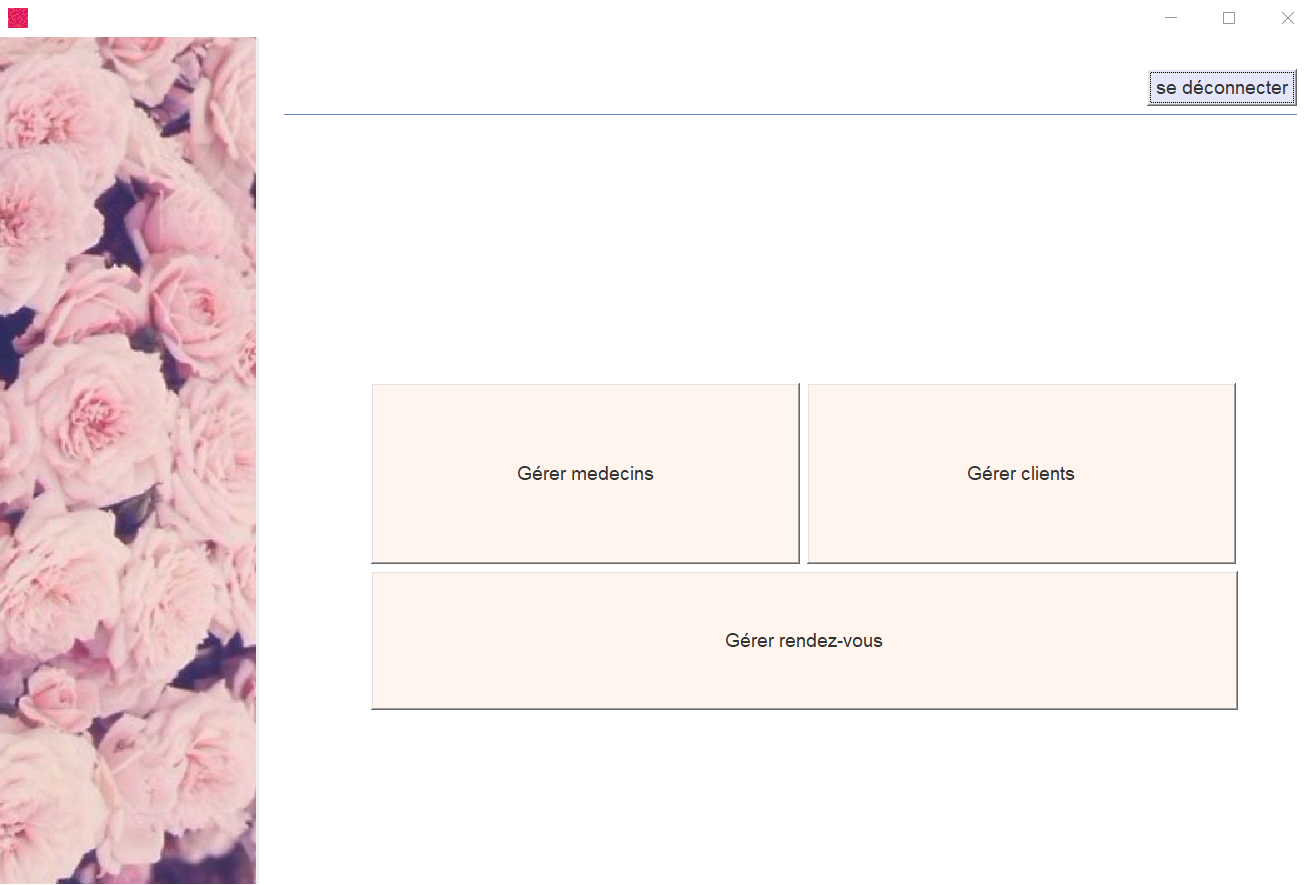 se déconnecter
Gérer medecins
Gérer clients
Gérer rendez-vous